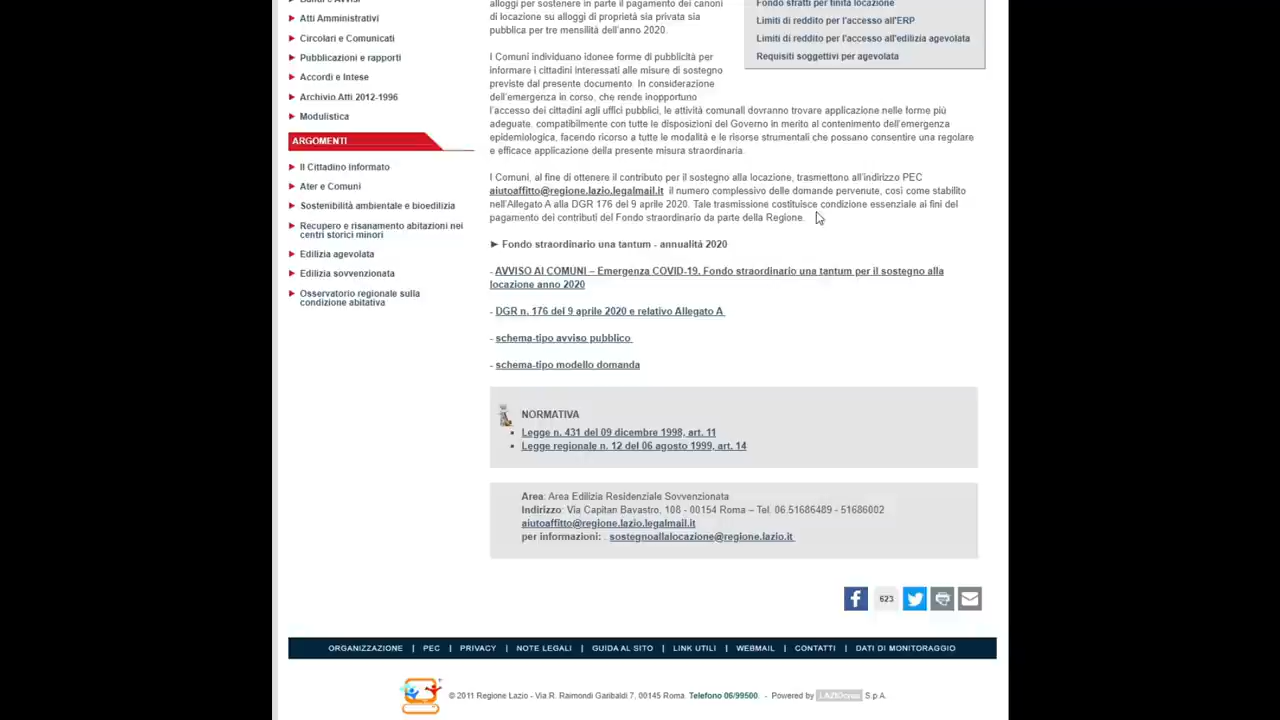 Bandi e Avvisi
Atti Amministrativi
Circolari e Comunicati
Pubblicazioni e rapporti
Accordi e Intese
Archivio Atti 2012-1996
Modulistica
ARGOMENTI
Il Cittadino informato
Ater e Comuni
Sostenibilità ambientale e bioedilizia
Recupero e risanamento abitazioni nei
centri storici minori
Edilizia agevolata
Edilizia sovvenzionata
Osservatorio regionale sulla
condizione abitativa
alloggi per sostenere in parte il pagamento dei canoni
di locazione su alloggi di proprietà sia privata sia
pubblica per tre mensilità dell'anno 2020.
I Comuni individuano idonee forme di pubblicità per
informare i cittadini interessati alle misure di sostegno
previste dal presente documento. In considerazione
dell'emergenza in corso, che rende inopportuno
l'accesso dei cittadini agli uffici pubblici, le attività comunali dovranno trovare applicazione nelle forme più
adeguate, compatibilmente con tutte le disposizioni del Governo in merito al contenimento dell'emergenza
epidemiologica, facendo ricorso a tutte le modalità e le risorse strumentali che possano consentire una regolare
e efficace applicazione della presente misura straordinaria.
I Comuni, al fine di ottenere il contributo per il sostegno alla locazione, trasmettono all'indirizzo PEC
aiutoaffitto@regione.lazio.legalmail.it il numero complessivo delle domande pervenute, così come stabilito
nell'Allegato A alla DGR 176 del 9 aprile 2020. Tale trasmissione costituisce condizione essenziale ai fini del
pagamento dei contributi del Fondo straordinario da parte della Regione.
► Fondo straordinario una tantum - annualità 2020
- AVVISO AI COMUNI – Emergenza COVID-19. Fondo straordinario una tantum per il sostegno alla
locazione anno 2020
- DGR n. 176 del 9 aprile 2020 e relativo Allegato A
- schema-tipo avviso pubblico
- schema-tipo modello domanda
Fondo sfratti per finita locazione
Limiti di reddito per l'accesso all'ERP
Limiti di reddito per l'accesso all'edilizia agevolata
Requisiti soggettivi per agevolata
NORMATIVA
Legge n. 431 del 09 dicembre 1998, art. 11
Legge regionale n. 12 del 06 agosto 1999, art. 14
Area: Area Edilizia Residenziale Sovvenzionata
Indirizzo: Via Capitan Bavastro, 108 - 00154 Roma – Tel. 06.51686489 - 51686002
aiutoaffitto@regione.lazio.legalmail.it
per informazioni: . sostegnoallalocazione@regione.lazio.it
623
ORGANIZZAZIONE | PEC | PRIVACY | NOTE LEGALI | GUIDA AL SITO | LINK UTILI | WEBMAIL | CONTATTI | DATI DI MONITORAGGIO
© 2011 Regione Lazio - Via R. Raimondi Garibaldi 7, 00145 Roma Telefono 06/99500. - Powered by LAZIOcrea S.p.A.